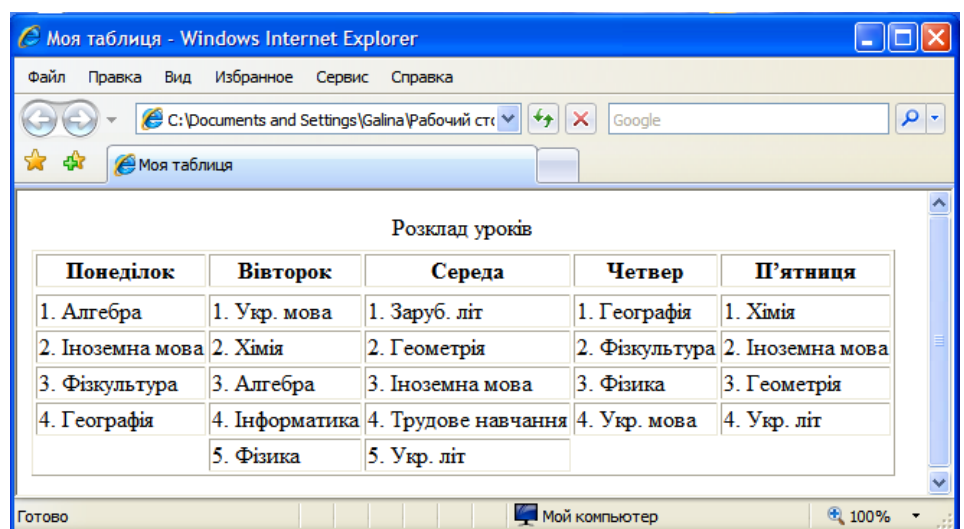 Моя таблиця - Windows Internet Explorer
Файл Правка Вид Избранное Сервис Справка
C:\Documents and Settings\Galina\Рабочий сто Google
Моя таблиця
Розклад уроків
Понеділок Вівторок Середа Четвер П’ятниця
1. Алгебра 1. Укр. мова 1. Заруб. літ 1. Географія 1. Хімія
2. Іноземна мова 2. Хімія 2. Геометрія 2. Фізкультура 2. Іноземна мова
3. Фізкультура 3. Алгебра 3. Іноземна мова 3. Фізика 3. Геометрія
4. Географія 4. Інформатика 4. Трудове навчання 4. Укр. мова 4. Укр. літ
5. Фізика 5. Укр. літ
Готово Мой компьютер 100%